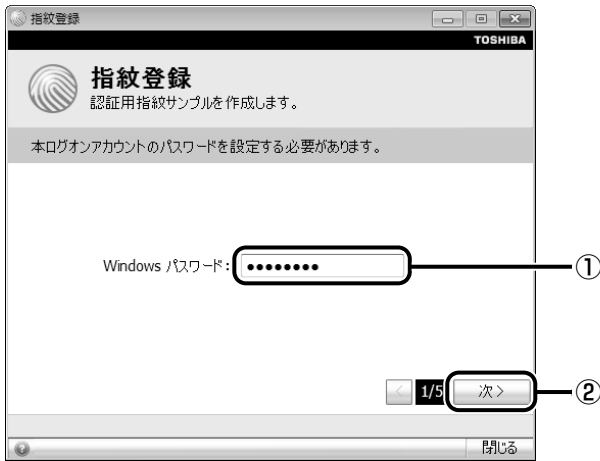 指紋登録
TOSHIBA
指紋登録
認証用指紋サンプルを作成します。
本ログオンアカウントのパスワードを設定する必要があります。
Windows パスワード: ●●●●●●●●
①
< 1/5 次 >
②
? 閉じる